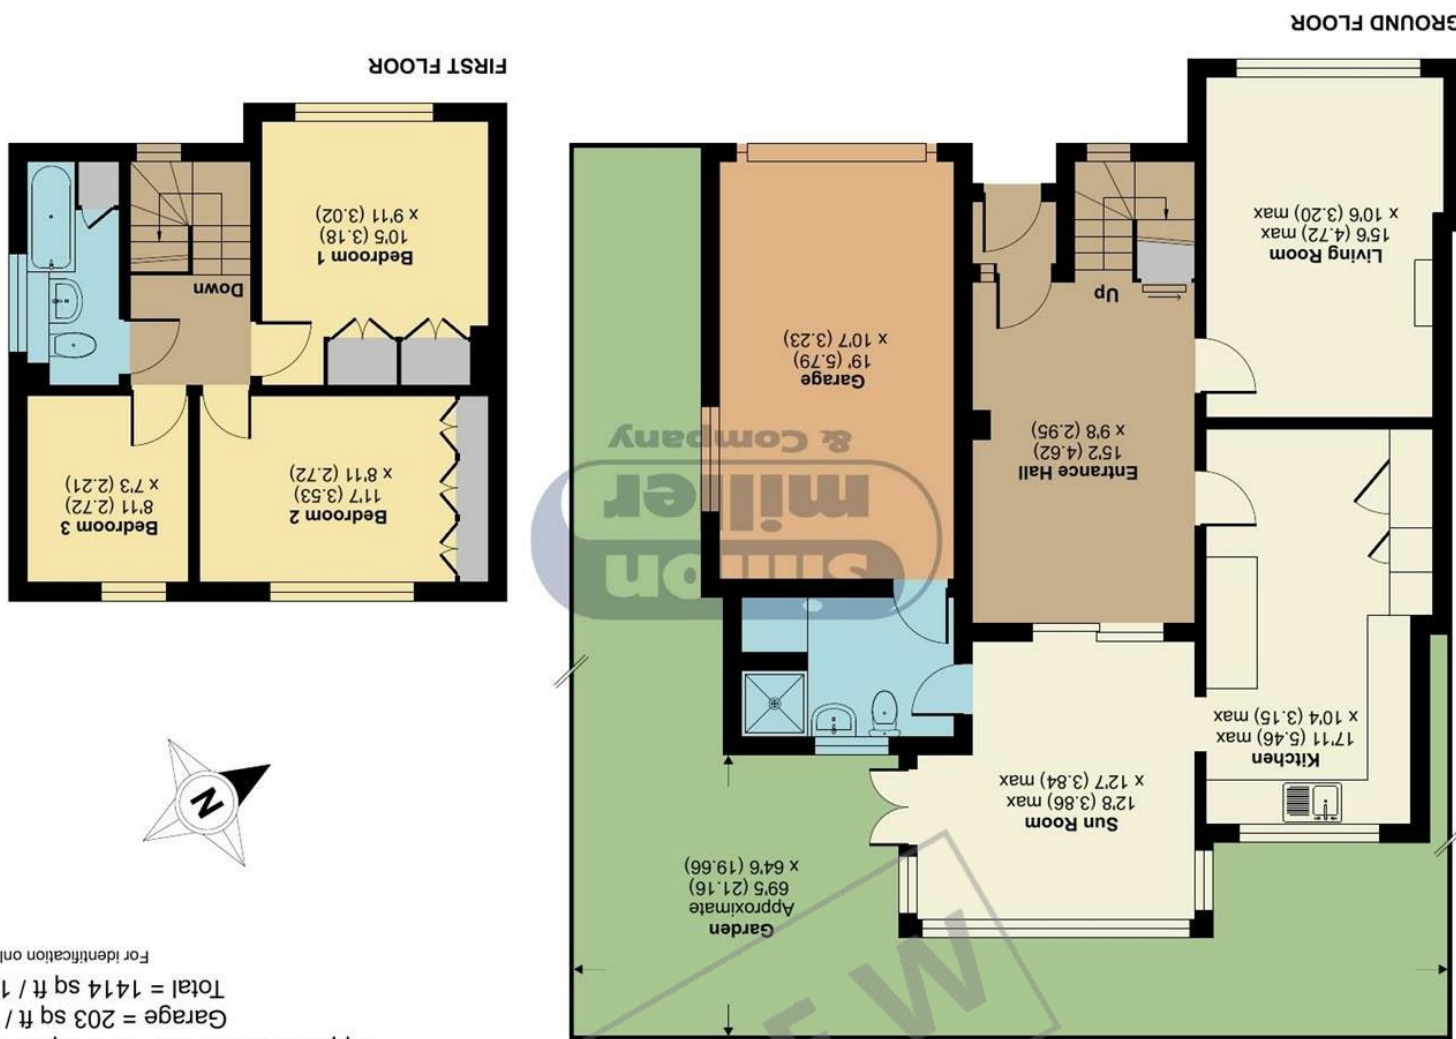 Garage = 203 sq ft /
Total = 1414 sq ft / 1
For identification onl
EW
Garden
Approximate
69'5 (21.16)
x 64'6 (19.66)
Sun Room
12'8 (3.86) max
x 12'7 (3.84) max
Kitchen
17'11 (5.46) max
x 10'4 (3.15) max
N
simon
miller
& Company
Entrance Hall
15'2 (4.62)
x 9'8 (2.95)
Garage
19' (5.79)
x 10'7 (3.23)
Up
Living Room
15'6 (4.72) max
x 10'6 (3.20) max
GROUND FLOOR
Bedroom 2
11'7 (3.53)
x 8'11 (2.72)
Bedroom 3
8'11 (2.72)
x 7'3 (2.21)
Down
Bedroom 1
10'5 (3.18)
x 9'11 (3.02)
FIRST FLOOR